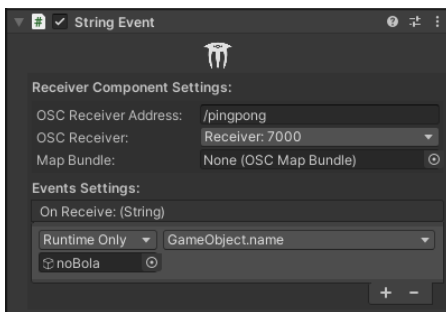 String Event
Receiver Component Settings:
OSC Receiver Address: /pingpong
OSC Receiver: Receiver: 7000
Map Bundle: None (OSC Map Bundle)
Events Settings:
On Receive: (String)
Runtime Only GameObject.name
noBola
+ -